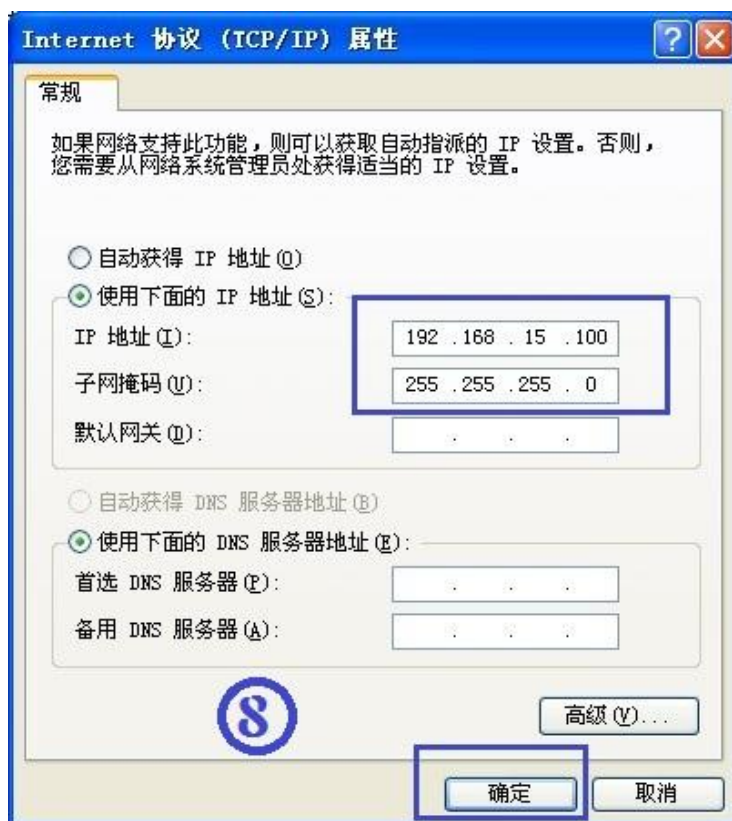 Internet 协议 (TCP/IP) 属性
常规
如果网络支持此功能，则可以获取自动指派的 IP 设置。否则，
您需要从网络系统管理员处获得适当的 IP 设置。
自动获得 IP 地址(O)
使用下面的 IP 地址(S):
IP 地址(I): 192 .168 . 15 .100
子网掩码(U): 255 .255 .255 . 0
默认网关(D): . . .
自动获得 DNS 服务器地址(B)
使用下面的 DNS 服务器地址(E):
首选 DNS 服务器(P): . . .
备用 DNS 服务器(A): . . .
8
高级(V)...
确定 取消